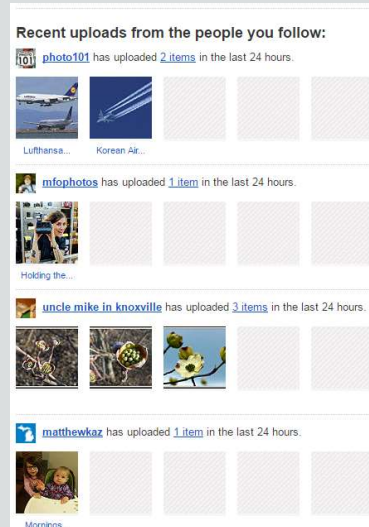 Recent uploads from the people you follow:
101
photo101 has uploaded 2 items in the last 24 hours.
Lufthansa...
Korean Air...
mfophotos has uploaded 1 item in the last 24 hours.
Holding the...
uncle mike in knoxville has uploaded 3 items in the last 24 hours.
matthewkaz has uploaded 1 item in the last 24 hours.
Mornings